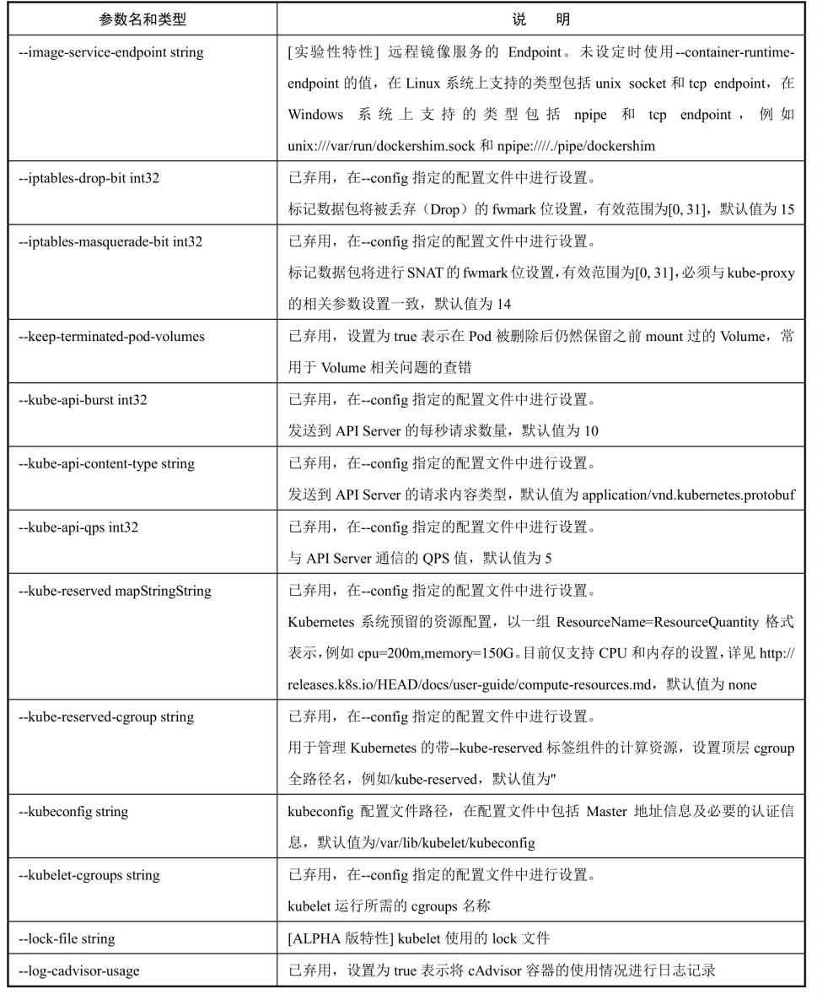 参数名和类型 说 明
--image-service-endpoint string [实验性特性] 远程镜像服务的 Endpoint。未设定时使用--container-runtime-
endpoint 的值，在 Linux 系统上支持的类型包括 unix socket 和 tcp endpoint，在
Windows 系统上支持的类型包括 npipe 和 tcp endpoint，例如
unix:///var/run/dockershim.sock 和 npipe:////./pipe/dockershim
--iptables-drop-bit int32 已弃用，在--config 指定的配置文件中进行设置。
标记数据包将被丢弃（Drop）的 fwmark 位设置，有效范围为[0, 31]，默认值为 15
--iptables-masquerade-bit int32 已弃用，在--config 指定的配置文件中进行设置。
标记数据包将进行 SNAT 的 fwmark 位设置，有效范围为[0, 31]，必须与 kube-proxy
的相关参数设置一致，默认值为 14
--keep-terminated-pod-volumes 已弃用，设置为 true 表示在 Pod 被删除后仍然保留之前 mount 过的 Volume，常
用于 Volume 相关问题的查错
--kube-api-burst int32 已弃用，在--config 指定的配置文件中进行设置。
发送到 API Server 的每秒请求数量，默认值为 10
--kube-api-content-type string 已弃用，在--config 指定的配置文件中进行设置。
发送到 API Server 的请求内容类型，默认值为 application/vnd.kubernetes.protobuf
--kube-api-qps int32 已弃用，在--config 指定的配置文件中进行设置。
与 API Server 通信的 QPS 值，默认值为 5
--kube-reserved mapStringString 已弃用，在--config 指定的配置文件中进行设置。
Kubernetes 系统预留的资源配置，以一组 ResourceName=ResourceQuantity 格式
表示，例如 cpu=200m,memory=150G。目前仅支持 CPU 和内存的设置，详见 http://
releases.k8s.io/HEAD/docs/user-guide/compute-resources.md，默认值为 none
--kube-reserved-cgroup string 已弃用，在--config 指定的配置文件中进行设置。
用于管理 Kubernetes 的带--kube-reserved 标签组件的计算资源，设置顶层 cgroup
全路径名，例如/kube-reserved，默认值为"
--kubeconfig string kubeconfig 配置文件路径，在配置文件中包括 Master 地址信息及必要的认证信
息，默认值为/var/lib/kubelet/kubeconfig
--kubelet-cgroups string 已弃用，在--config 指定的配置文件中进行设置。
kubelet 运行所需的 cgroups 名称
--lock-file string [ALPHA 版特性] kubelet 使用的 lock 文件
--log-cadvisor-usage 已弃用，设置为 true 表示将 cAdvisor 容器的使用情况进行日志记录